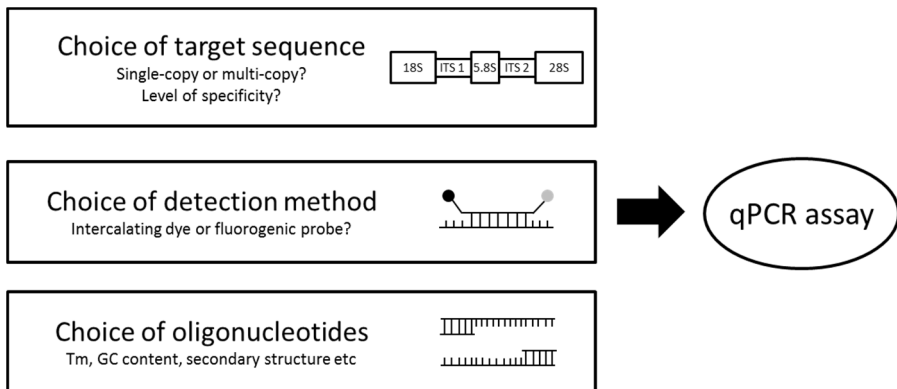 Choice of target sequence
Single-copy or multi-copy?
Level of specificity?
18S ITS 1 5.8S ITS 2 28S
Choice of detection method
Intercalating dye or fluorogenic probe?
qPCR assay
Choice of oligonucleotides
Tm, GC content, secondary structure etc